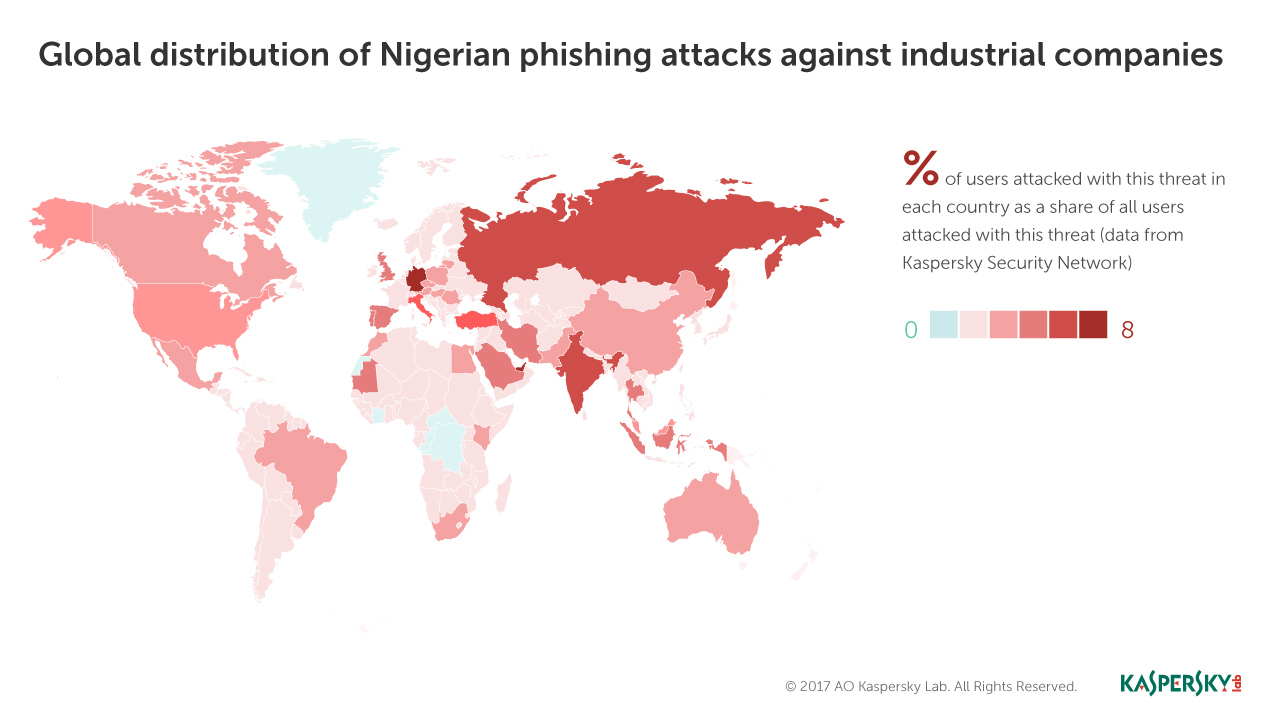 Global distribution of Nigerian phishing attacks against industrial companies
% of users attacked with this threat in
each country as a share of all users
attacked with this threat (data from
Kaspersky Security Network)
0 8
© 2017 AO Kaspersky Lab. All Rights Reserved.
KASPERSKY lab